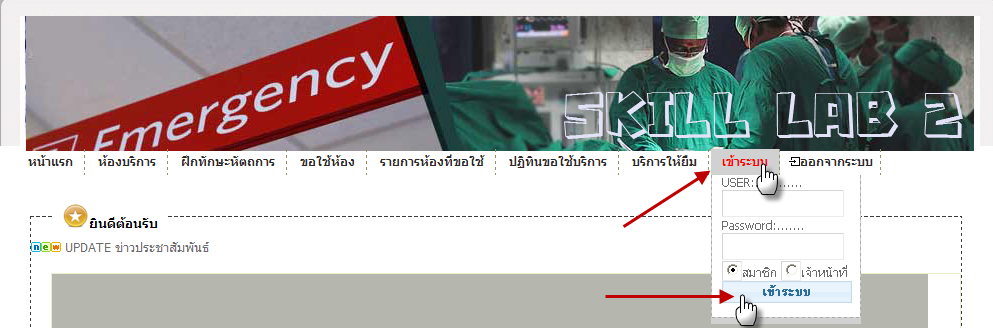 Emergency
SKILL LAB 2
หน้าแรก ห้องบริการ ฝึกทักษะหัตถการ ขอใช้ห้อง รายการห้องที่ขอใช้ ปฏิทินขอใช้บริการ บริการให้ยืม เข้าระบบ ออกจากระบบ
USER:.........
Password:.......
สมาชิก เจ้าหน้าที่
เข้าระบบ
ยินดีต้อนรับ
new UPDATE ข่าวประชาสัมพันธ์